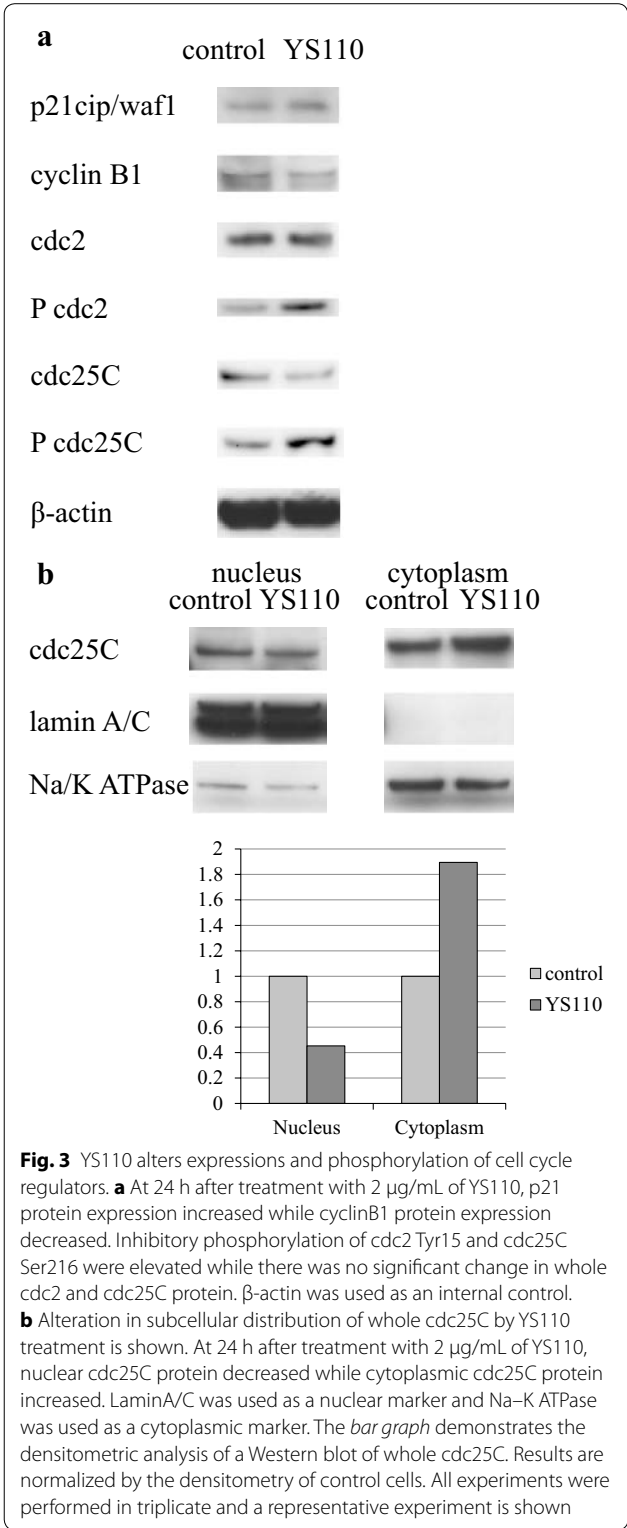 a
control YS110
p21cip/waf1
cyclin B1
cdc2
P cdc2
cdc25C
P cdc25C
β-actin
b
nucleus cytoplasm
control YS110 control YS110
cdc25C
lamin A/C
Na/K ATPase
2
1.8
1.6
1.4
1.2
1
0.8
0.6
0.4
0.2
0
control
YS110
Nucleus Cytoplasm
Fig. 3 YS110 alters expressions and phosphorylation of cell cycle
regulators. a At 24 h after treatment with 2 µg/mL of YS110, p21
protein expression increased while cyclinB1 protein expression
decreased. Inhibitory phosphorylation of cdc2 Tyr15 and cdc25C
Ser216 were elevated while there was no significant change in whole
cdc2 and cdc25C protein. β-actin was used as an internal control.
b Alteration in subcellular distribution of whole cdc25C by YS110
treatment is shown. At 24 h after treatment with 2 µg/mL of YS110,
nuclear cdc25C protein decreased while cytoplasmic cdc25C protein
increased. LaminA/C was used as a nuclear marker and Na–K ATPase
was used as a cytoplasmic marker. The bar graph demonstrates the
densitometric analysis of a Western blot of whole cdc25C. Results are
normalized by the densitometry of control cells. All experiments were
performed in triplicate and a representative experiment is shown